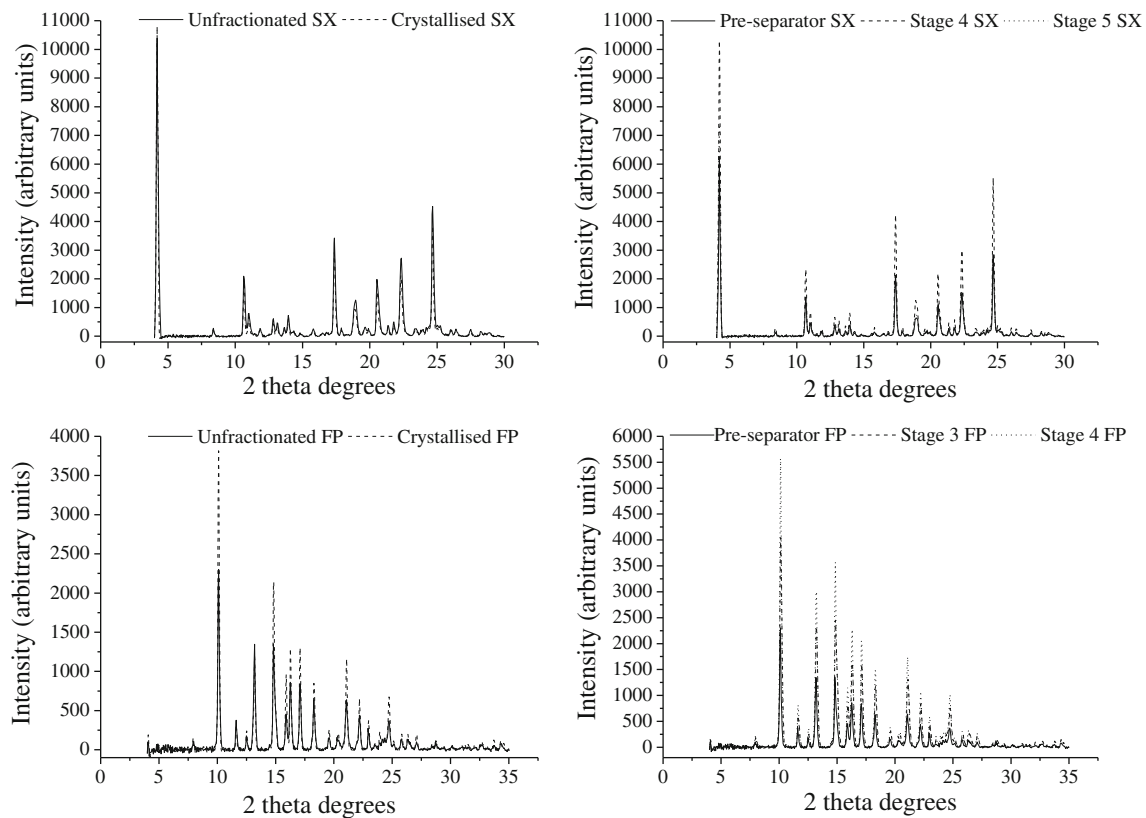 Unfractionated SX
Crystallised SX
11000
10000
9000
8000
7000
6000
5000
4000
3000
2000
1000
0
Intensity (arbitrary units)
0 5 10 15 20 25 30
2 theta degrees
Pre-separator SX
Stage 4 SX
Stage 5 SX
11000
10000
9000
8000
7000
6000
5000
4000
3000
2000
1000
0
Intensity (arbitrary units)
0 5 10 15 20 25 30
2 theta degrees
Unfractionated FP
Crystallised FP
4000
3500
3000
2500
2000
1500
1000
500
0
Intensity (arbitrary units)
0 5 10 15 20 25 30 35
2 theta degrees
Pre-separator FP
Stage 3 FP
Stage 4 FP
6000
5500
5000
4500
4000
3500
3000
2500
2000
1500
1000
500
0
Intensity (arbitrary units)
0 5 10 15 20 25 30 35
2 theta degrees